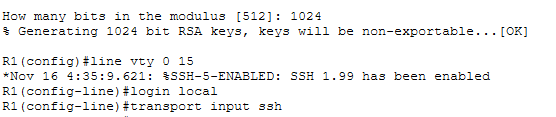 How many bits in the modulus [512]: 1024
% Generating 1024 bit RSA keys, keys will be non-exportable...[OK]
R1(config)#line vty 0 15
*Nov 16 4:35:9.621: %SSH-5-ENABLED: SSH 1.99 has been enabled
R1(config-line)#login local
R1(config-line)#transport input ssh